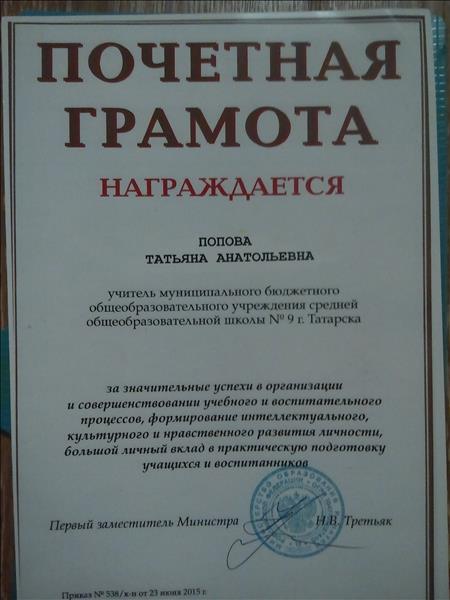 ПОЧЕТНАЯ
ГРАМОТА
НАГРАЖДАЕТСЯ
ПОПОВА
ТАТЬЯНА АНАТОЛЬЕВНА
учитель муниципального бюджетного
общеобразовательного учреждения средней
общеобразовательной школы № 9 г. Татарска
за значительные успехи в организации
и совершенствовании учебного и воспитательного
процессов, формирование интеллектуального,
культурного и нравственного развития личности,
большой личный вклад в практическую подготовку
учащихся и воспитанников
Первый заместитель Министра Н.В. Третьяк
Приказ № 538/к-н от 23 июня 2015 г.